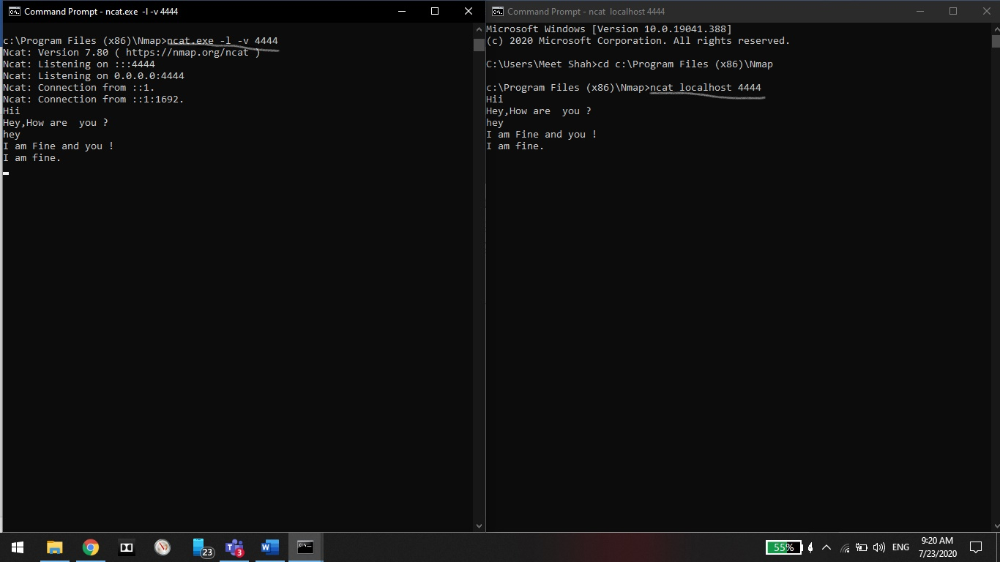 Command Prompt - ncat.exe -l -v 4444
c:\Program Files (x86)\Nmap>ncat.exe -l -v 4444
Ncat: Version 7.80 ( https://nmap.org/ncat )
Ncat: Listening on :::4444
Ncat: Listening on 0.0.0.0:4444
Ncat: Connection from ::1.
Ncat: Connection from ::1:1692.
Hii
Hey,How are  you ?
hey
I am Fine and you !
I am fine.
Command Prompt - ncat  localhost 4444
Microsoft Windows [Version 10.0.19041.388]
(c) 2020 Microsoft Corporation. All rights reserved.
C:\Users\Meet Shah>cd c:\Program Files (x86)\Nmap
c:\Program Files (x86)\Nmap>ncat localhost 4444
Hii
Hey,How are  you ?
hey
I am Fine and you !
I am fine.
23
3
W
55%
ENG
9:20 AM
7/23/2020